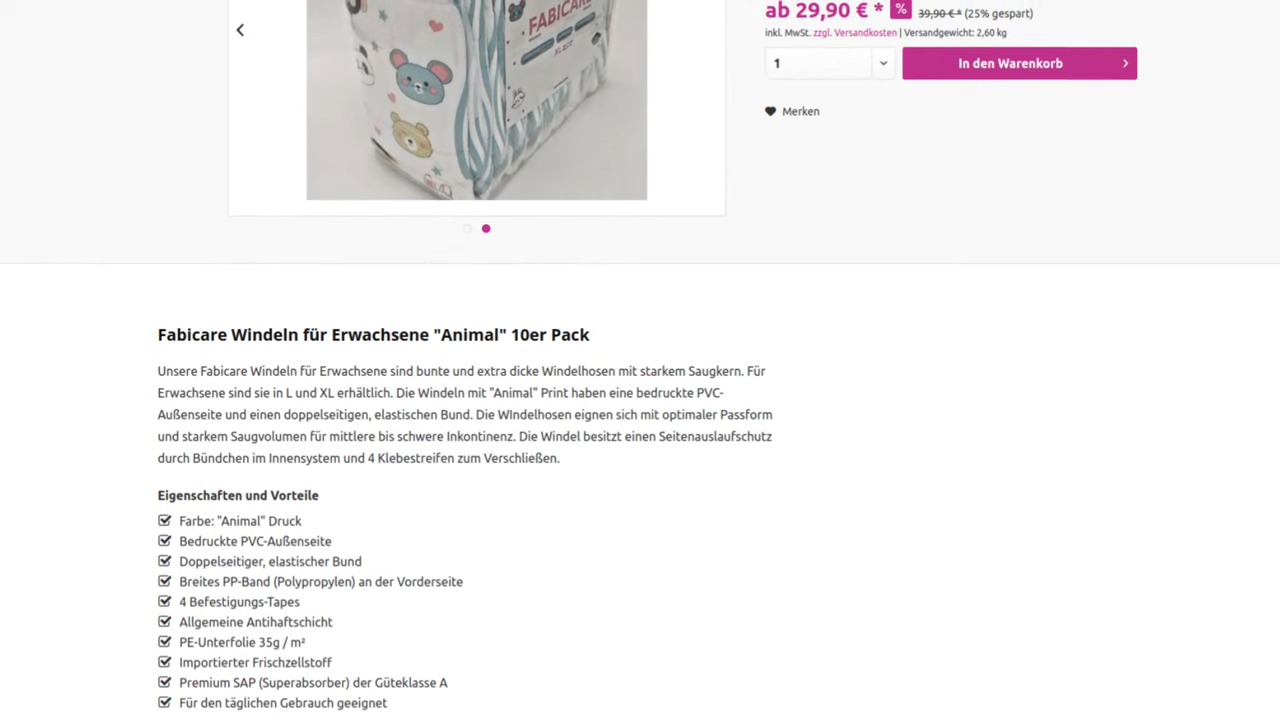 ab 29,90 € * % 39,90 € * (25% gespart)
inkl. MwSt. zzgl. Versandkosten | Versandgewicht: 2,60 kg
1
In den Warenkorb
Merken
FABICARE
Fabicare Windeln für Erwachsene "Animal" 10er Pack
Unsere Fabicare Windeln für Erwachsene sind bunte und extra dicke Windelhosen mit starkem Saugkern. Für
Erwachsene sind sie in L und XL erhältlich. Die Windeln mit "Animal" Print haben eine bedruckte PVC-
Außenseite und einen doppelseitigen, elastischen Bund. Die WIndelhosen eignen sich mit optimaler Passform
und starkem Saugvolumen für mittlere bis schwere Inkontinenz. Die Windel besitzt einen Seitenauslaufschutz
durch Bündchen im Innensystem und 4 Klebestreifen zum Verschließen.
Eigenschaften und Vorteile
Farbe: "Animal" Druck
Bedruckte PVC-Außenseite
Doppelseitiger, elastischer Bund
Breites PP-Band (Polypropylen) an der Vorderseite
4 Befestigungs-Tapes
Allgemeine Antihaftschicht
PE-Unterfolie 35g / m²
Importierter Frischzellstoff
Premium SAP (Superabsorber) der Güteklasse A
Für den täglichen Gebrauch geeignet